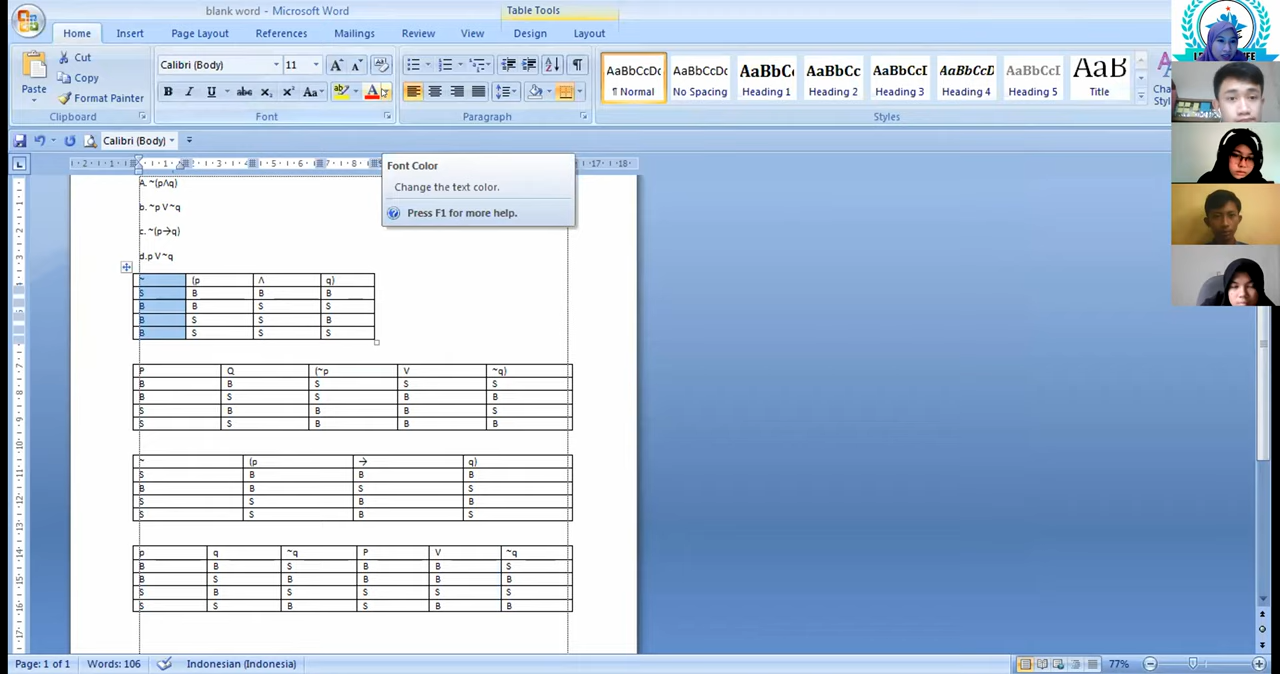 blank word - Microsoft Word
Table Tools
Home Insert Page Layout References Mailings Review View Design Layout
Cut
Copy
Format Painter
Paste
Clipboard
Calibri (Body) 11
Font
Paragraph
AaBbCcDc AaBbCcDc AaBbCc AaBbCc AaBbCcI AaBbCcD AaBbCcI AaB
¶ Normal No Spacing Heading 1 Heading 2 Heading 3 Heading 4 Heading 5 Title
Styles
Calibri (Body)
Font Color
Change the text color.
Press F1 for more help.
A. ~(pΛq)
b. ~p V ~q
c. ~(p→q)
d.p V ~q
~ (p Λ q)
S B B B
B B S S
B S S B
B S S S
P Q (~p V ~q)
B B S S S
B S S B B
S B B B S
S S B B B
~ (p → q)
S B B B
B B S S
S S B B
S S B S
p q ~q P V ~q
B B S B B S
B S B B B B
S B S S S S
S S B S B B
Page: 1 of 1 Words: 106 Indonesian (Indonesia) 77%